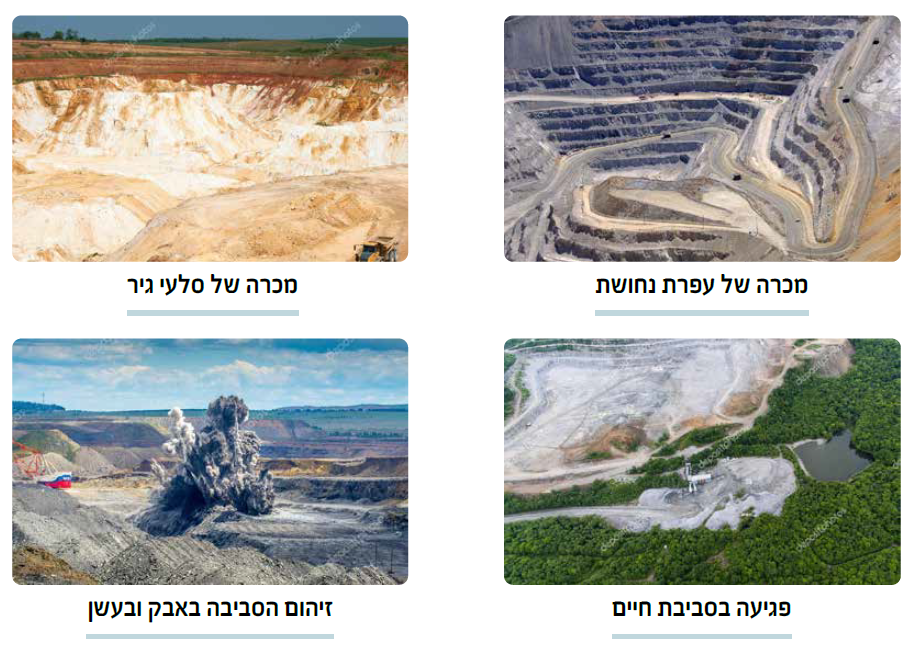 מכרה של עפרת נחושת
מכרה של סלעי גיר
פגיעה בסביבת חיים
זיהום הסביבה באבק ובעשן